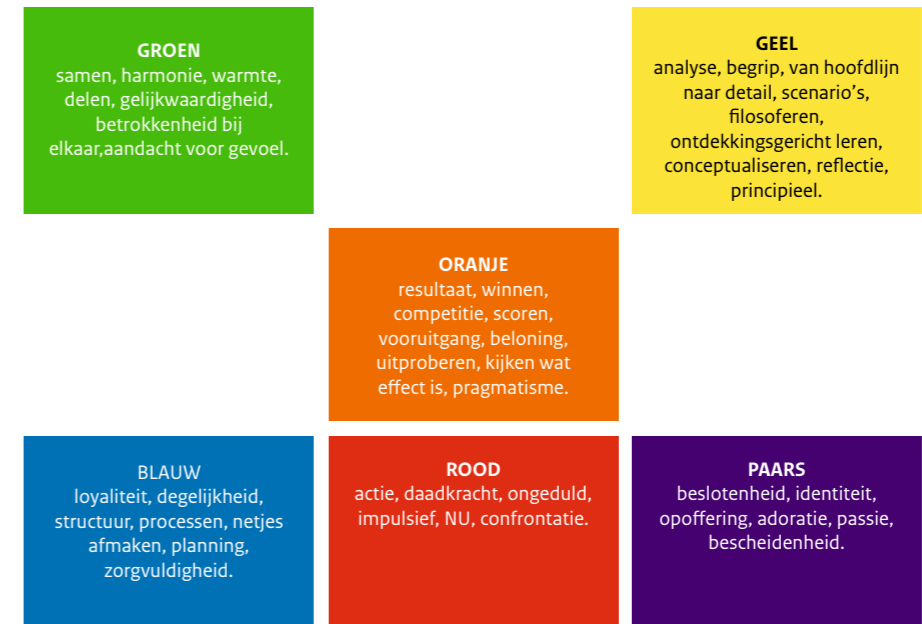 GROEN
samen, harmonie, warmte,
delen, gelijkwaardigheid,
betrokkenheid bij
elkaar,aandacht voor gevoel.
GEEL
analyse, begrip, van hoofdlijn
naar detail, scenario’s,
filosoferen,
ontdekkingsgericht leren,
conceptualiseren, reflectie,
principieel.
ORANJE
resultaat, winnen,
competitie, scoren,
vooruitgang, beloning,
uitproberen, kijken wat
effect is, pragmatisme.
BLAUW
loyaliteit, degelijkheid,
structuur, processen, netjes
afmaken, planning,
zorgvuldigheid.
ROOD
actie, daadkracht, ongeduld,
impulsief, NU, confrontatie.
PAARS
beslotenheid, identiteit,
opoffering, adoratie, passie,
bescheidenheid.